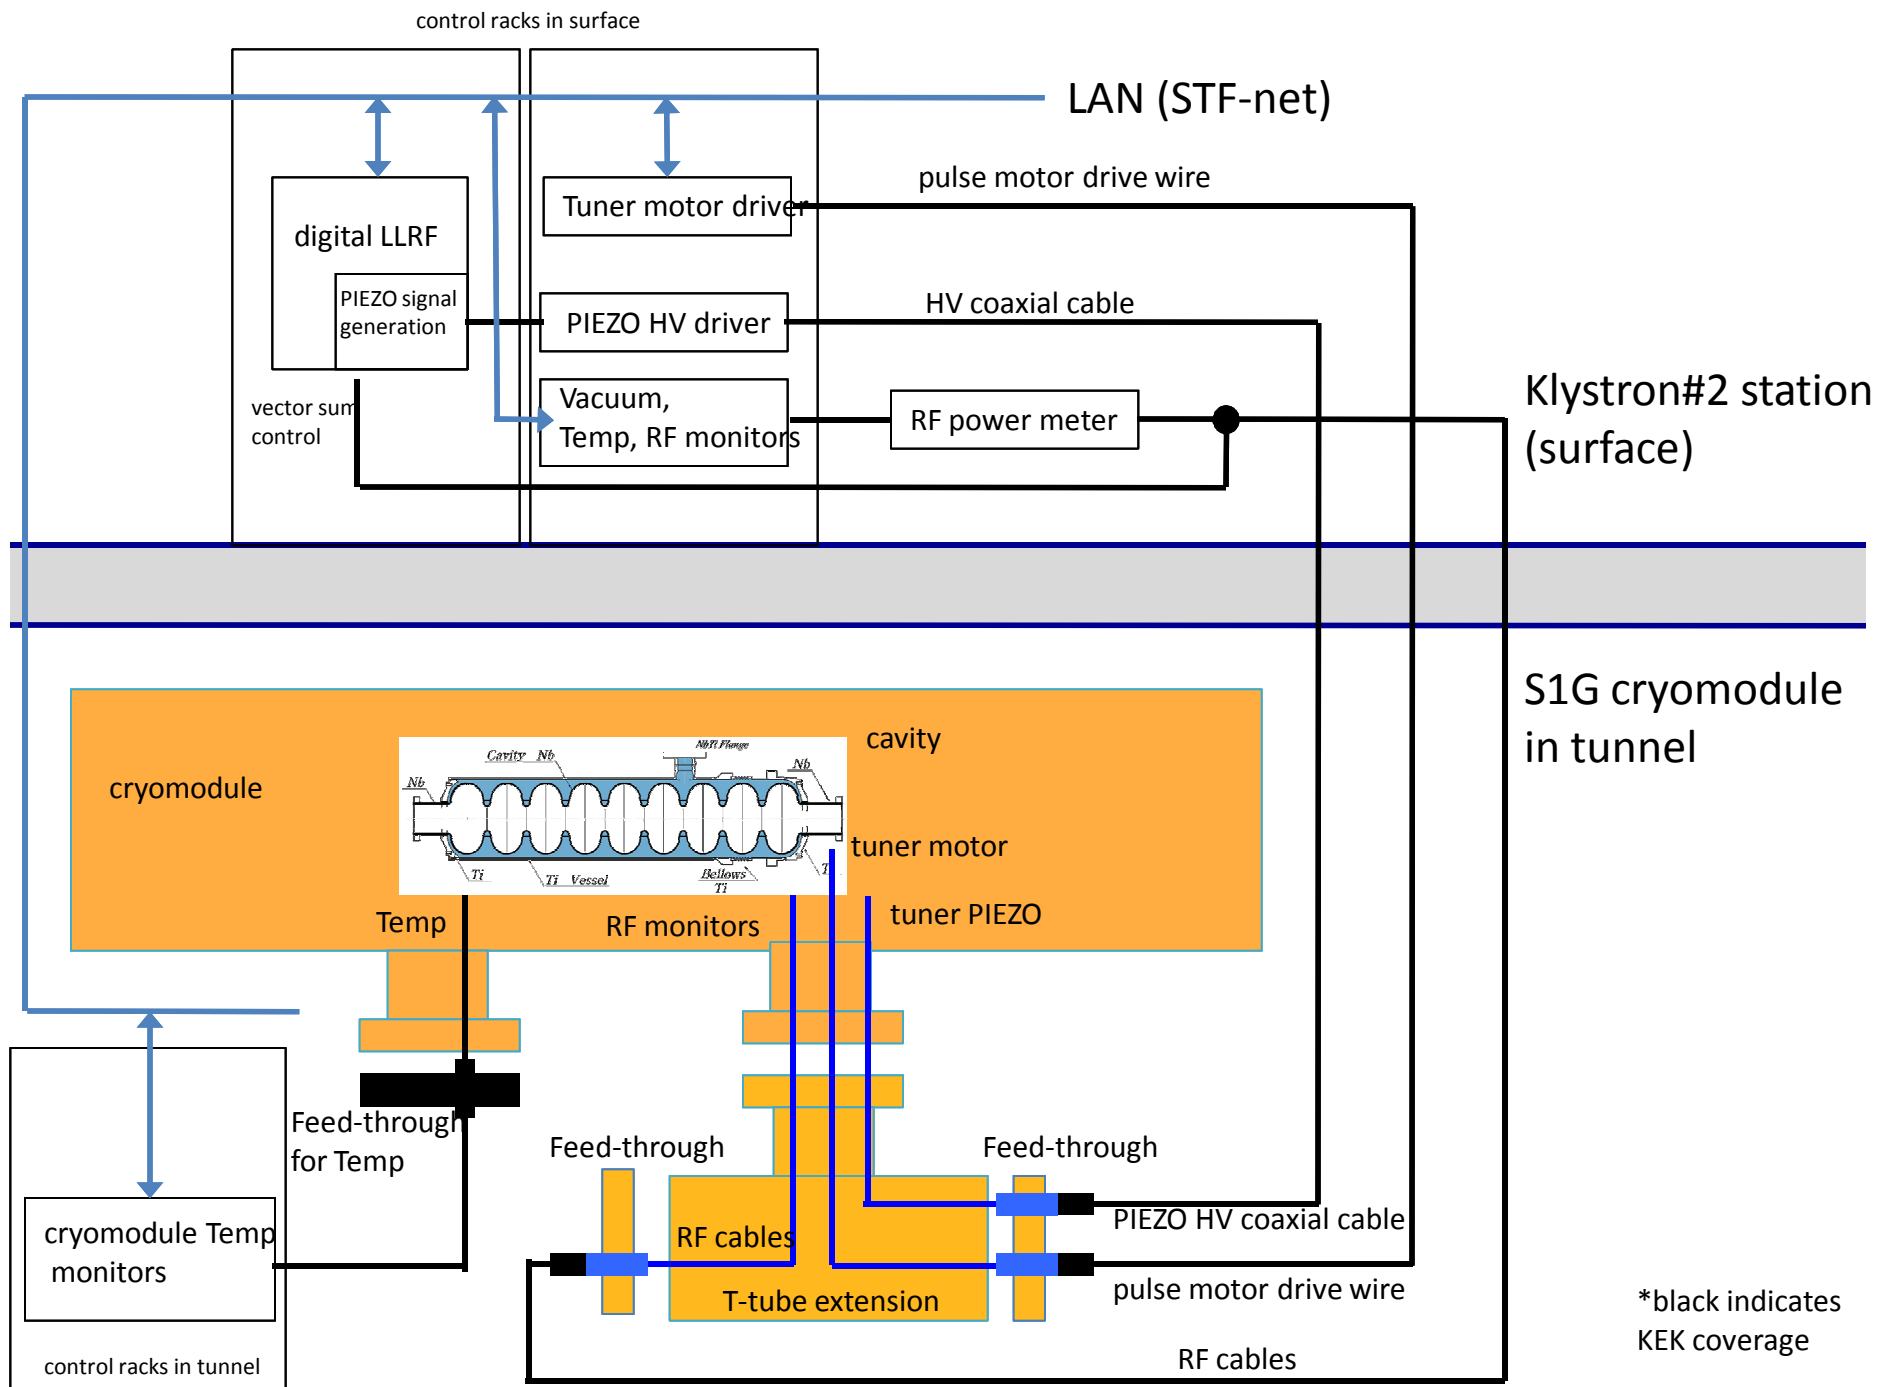 control racks in surface
LAN (STF-net)
pulse motor drive wire
Tuner motor driver
digital LLRF
PIEZO signal
generation
HV coaxial cable
PIEZO HV driver
Vacuum,
Temp, RF monitors
RF power meter
vector sum
control
Klystron#2 station
(surface)
S1G cryomodule
in tunnel
cavity
cryomodule
NbTi Flange
Cavity Nb
Nb
Nb
Ti
Ti Vessel
Bellows
Ti
tuner motor
Temp
RF monitors
tuner PIEZO
Feed-through
for Temp
Feed-through
Feed-through
cryomodule Temp
monitors
RF cables
PIEZO HV coaxial cable
T-tube extension
pulse motor drive wire
*black indicates
KEK coverage
control racks in tunnel
RF cables